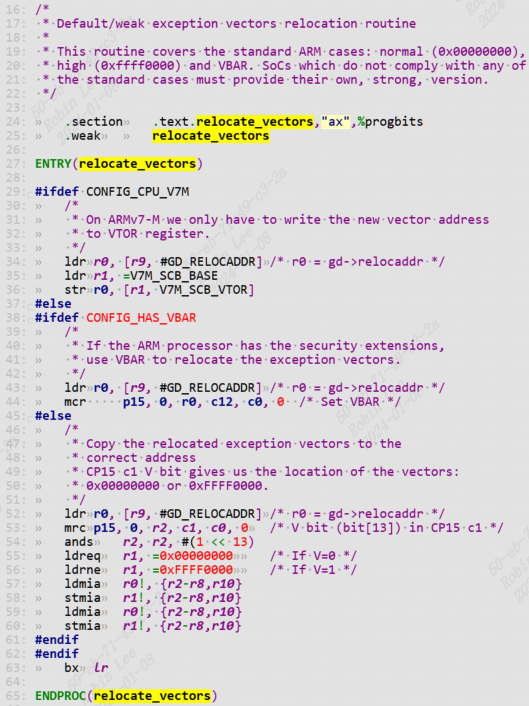 16: /*
17:  * Default/weak exception vectors relocation routine
18:  *
19:  * This routine covers the standard ARM cases: normal (0x00000000),
20:  * high (0xffff0000) and VBAR. SoCs which do not comply with any of
21:  * the standard cases must provide their own, strong, version.
22:  */
23:
24: .section .text.relocate_vectors,"ax",%progbits
25: .weak relocate_vectors
26:
27: ENTRY(relocate_vectors)
28:
29: #ifdef CONFIG_CPU_V7M
30: /*
31:  * On ARMv7-M we only have to write the new vector address
32:  * to VTOR register.
33:  */
34: ldr r0, [r9, #GD_RELOCADDR] /* r0 = gd->relocaddr */
35: ldr r1, =V7M_SCB_BASE
36: str r0, [r1, V7M_SCB_VTOR]
37: #else
38: #ifdef CONFIG_HAS_VBAR
39: /*
40:  * If the ARM processor has the security extensions,
41:  * use VBAR to relocate the exception vectors.
42:  */
43: ldr r0, [r9, #GD_RELOCADDR] /* r0 = gd->relocaddr */
44: mcr     p15, 0, r0, c12, c0, 0  /* Set VBAR */
45: #else
46: /*
47:  * Copy the relocated exception vectors to the
48:  * correct address
49:  * CP15 c1 V bit gives us the location of the vectors:
50:  * 0x00000000 or 0xFFFF0000.
51:  */
52: ldr r0, [r9, #GD_RELOCADDR] /* r0 = gd->relocaddr */
53: mrc p15, 0, r2, c1, c0, 0 /* V bit (bit[13]) in CP15 c1 */
54: ands r2, r2, #(1 << 13)
55: ldreq r1, =0x00000000 /* If V=0 */
56: ldrne r1, =0xFFFF0000 /* If V=1 */
57: ldmia r0!, {r2-r8,r10}
58: stmia r1!, {r2-r8,r10}
59: ldmia r0!, {r2-r8,r10}
60: stmia r1!, {r2-r8,r10}
61: #endif
62: #endif
63: bx lr
64:
65: ENDPROC(relocate_vectors)